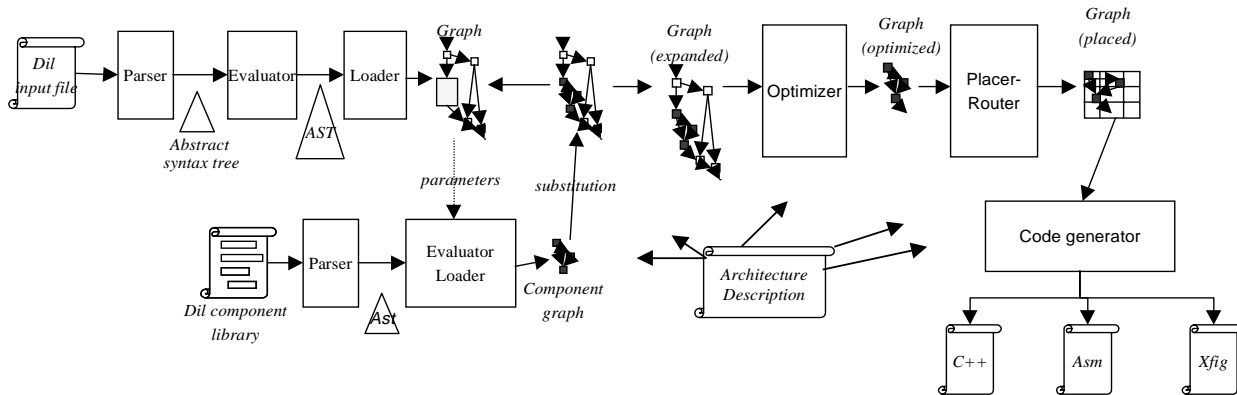 Graph
Graph
(expanded)
Graph
(optimized)
Graph
(placed)
Dil
input file
Parser
Evaluator
Loader
Optimizer
Placer-
Router
AST
Abstract
syntax tree
parameters
substitution
Dil component
library
Parser
Ast
Evaluator
Loader
Component
graph
Architecture
Description
Code generator
C++
Asm
Xfig